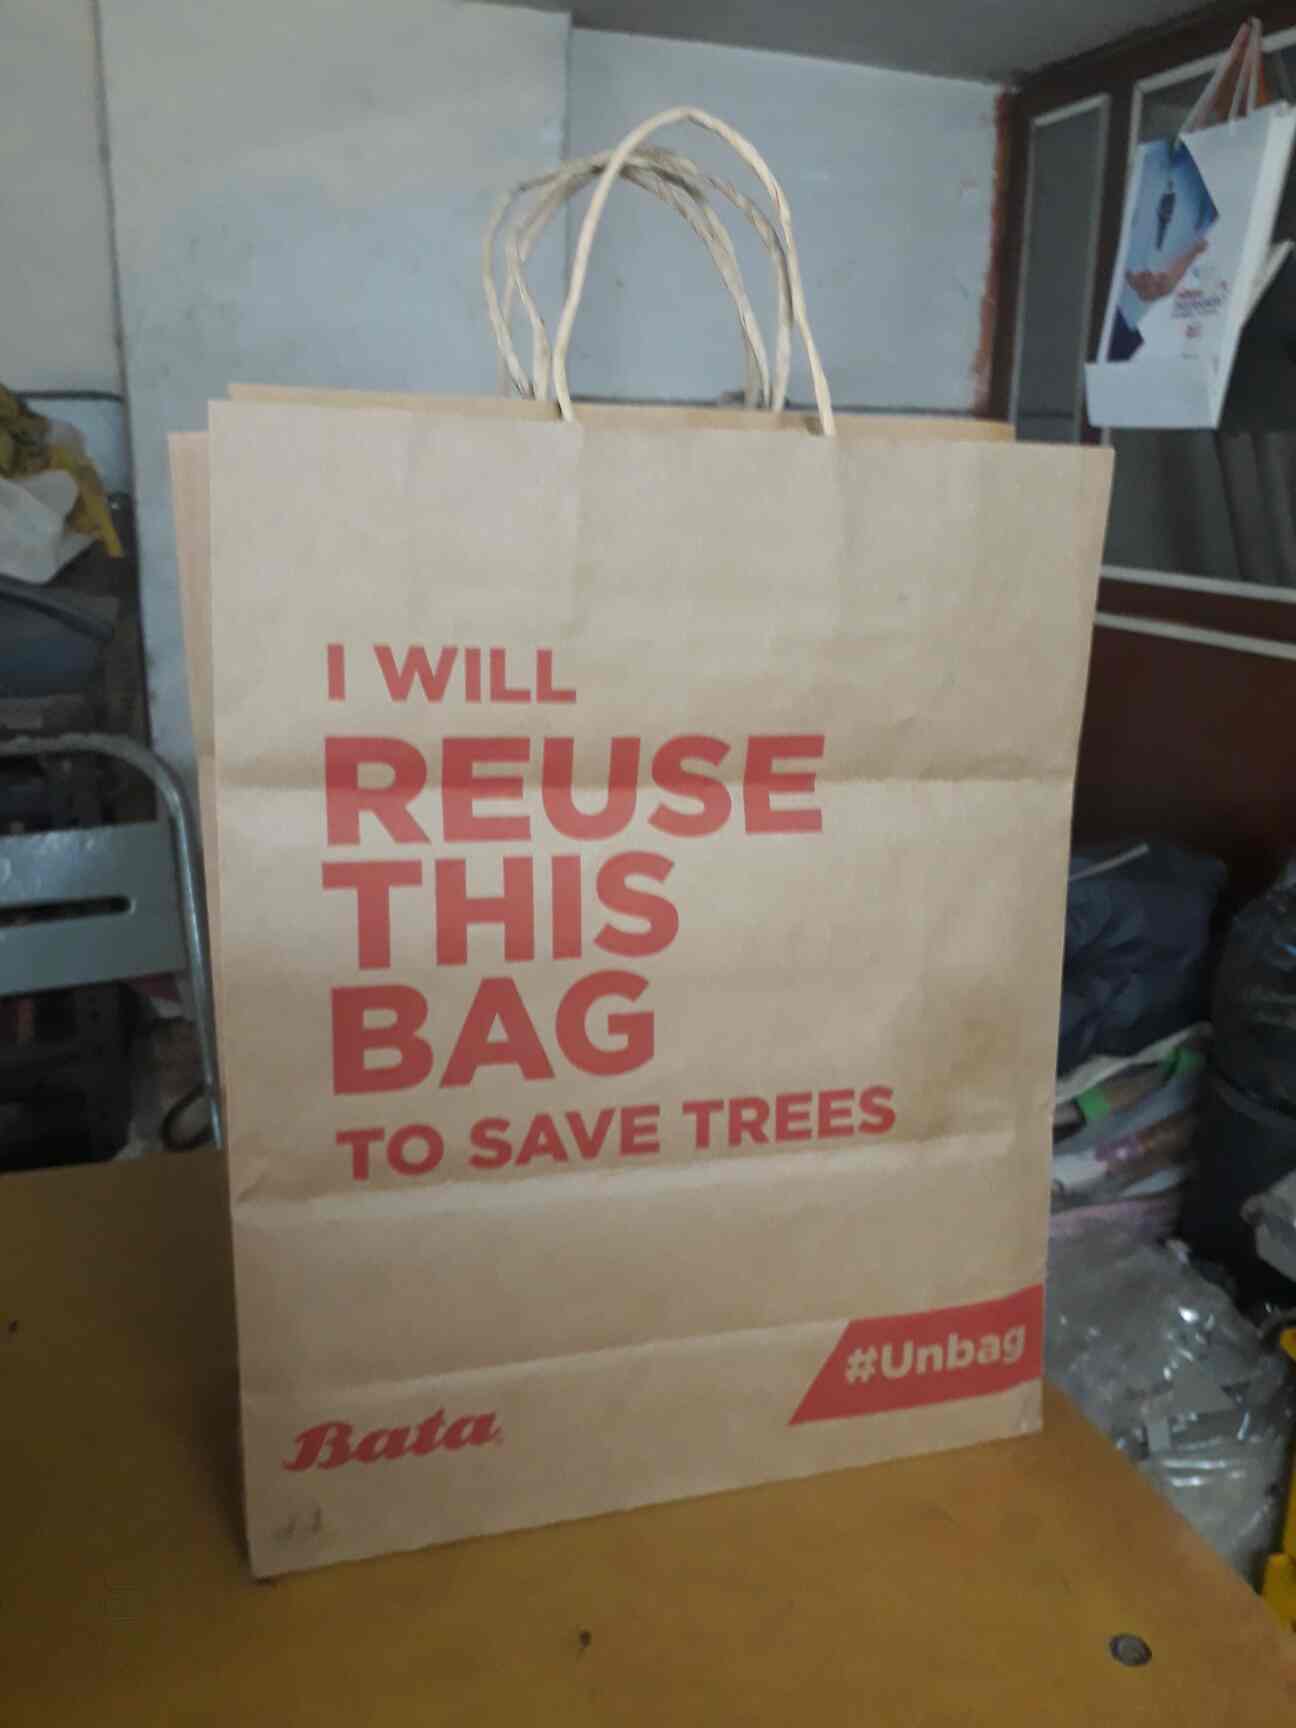 I WILL
REUSE
THIS
BAG
TO SAVE TREES
#Unbag
Bata